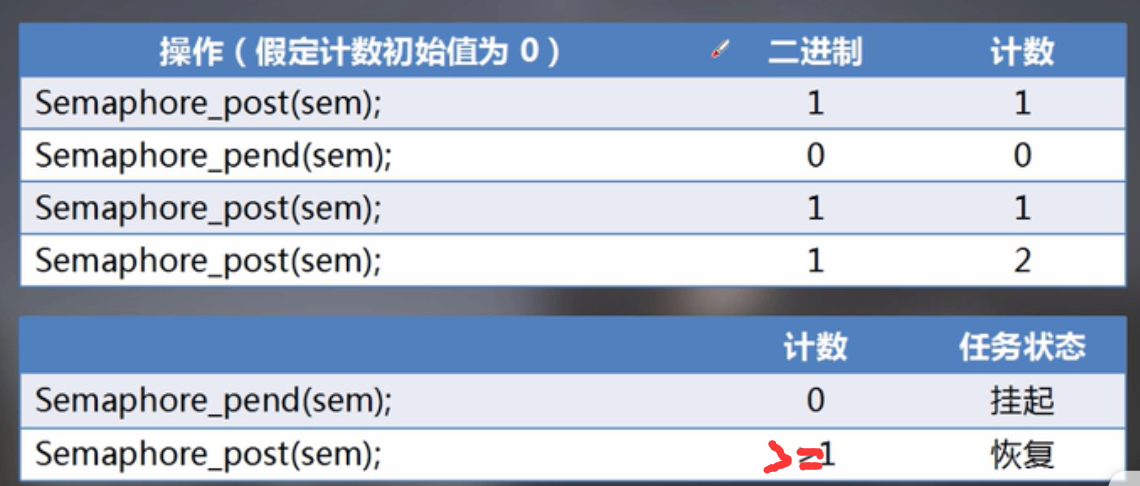 操作（假定计数初始值为 0） 二进制 计数
Semaphore_post(sem); 1 1
Semaphore_pend(sem); 0 0
Semaphore_post(sem); 1 1
Semaphore_post(sem); 1 2
计数 任务状态
Semaphore_pend(sem); 0 挂起
Semaphore_post(sem); >=1 恢复